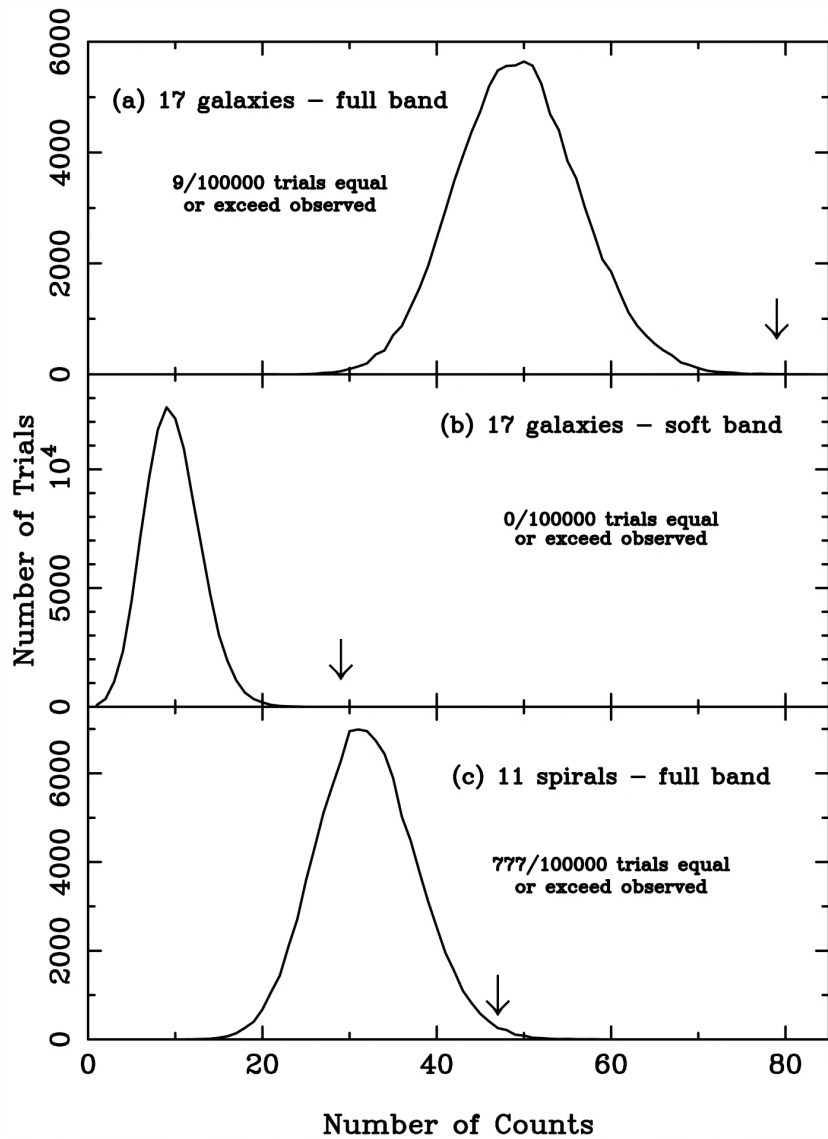 6000
(a) 17 galaxies – full band
4000
9/100000 trials equal
or exceed observed
2000
0
(b) 17 galaxies – soft band
10⁴
0/100000 trials equal
or exceed observed
5000
0
Number of Trials
(c) 11 spirals – full band
6000
4000
777/100000 trials equal
or exceed observed
2000
0
0 20 40 60 80
Number of Counts